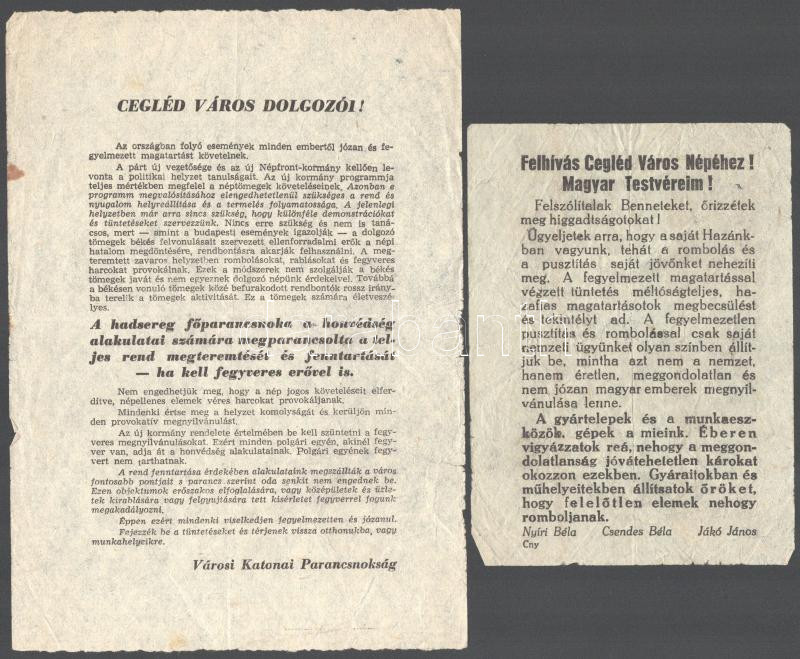 CEGLÉD VÁROS DOLGOZÓI!
Az országban folyó események minden embertől józan és fe-
gyelmezett magatartást követelnek.
A párt új vezetősége és az új Népfront-kormány kellően le-
vonta a politikai helyzet tanulságait. Az új kormány programmja
teljes mértékben megfelel a néptömegek követeléseinek. Azonban e
program megvalósításához elengedhetetlenül szükséges a rend és
nyugalom helyreállítása és a termelés folyamatossága. A jelenlegi
helyzetben már arra sincs szükség, hogy különféle demonstrációkat
és tüntetéseket szervezzünk. Nincs erre szükség és nem is taná-
csos, mert — amint a budapesti események igazolják — a dolgozó
tömegek békés felvonulásait szervezett, ellenforradalmi erők a népi
hatalom megdöntésére, rendbontásra akarják felhasználni. A meg-
teremtett zavaros helyzetben rombolásokat, rablásokat és fegyveres
harcokat provokálnak. Ezek a módszerek nem szolgálják a békés
tömegek javát és nem egyeznek dolgozó népünk érdekeivel. Továbbá
a békésen vonuló tömegek közé befurakodott rendbontók rossz irány-
ba terelik a tömegek aktivitását. Ez a tömegek számára életveszé-
lyes.
A hadsereg főparancsnoka a honvédség
alakulatai számára megparancsolta a tel-
jes rend megteremtését és fenntartását
— ha kell fegyveres erővel is.
Nem engedhetjük meg, hogy a nép jogos követeléseit elfer-
dítve, népellenes elemek véres harcokat provokáljanak.
Mindenki értse meg a helyzet komolyságát és kerüljön min-
den provokatív megnyilvánulást.
Az új kormány rendelete értelmében be kell szüntetni a fegy-
veres megnyilvánulásokat. Ezért minden polgári egyén, akinél fegy-
ver van, adja át a honvédség alakulatainak. Polgári egyének fegy-
vert nem tarthatnak.
A rend fenntartása érdekében alakulataink megszállták a város
fontosabb pontjait s parancs szerint oda senkit nem engednek be.
Ezen objektumok erőszakos elfoglalására, vagy középületek és üzle-
tek kirablására vagy felgyújtására tett kísérletet fegyverrel fogunk
megakadályozni.
Éppen ezért mindenki viselkedjen fegyelmezetten és józanul.
Fejezzék be a tüntetéseket és térjenek vissza otthonukba, vagy
munkahelyeikre.
Városi Katonai Parancsnokság
Felhívás Cegléd Város Népéhez!
Magyar Testvéreim!
Felszólítalak Benneteket, őrizzétek
meg higgadtságotokat!
Ügyeljetek arra, hogy a saját Hazánk-
ban vagyunk, tehát a rombolás és
a pusztítás saját jövőnket nehezíti
meg. A fegyelmezett magatartással
végzett tüntetés méltóságteljes, ha-
zafias magatartásotok megbecsülést
és tekintélyt ad. A fegyelmezetlen
pusztítás és rombolással csak saját
nemzeti ügyünket olyan színben állít-
juk be, mintha azt nem a nemzet,
hanem éretlen, meggondolatlan és
nem józan magyar emberek megnyil-
vánulása lenne.
A gyártelepek és a munkaesz-
közök, gépek a mieink. Éberen
vigyázzatok reá, nehogy a meggon-
dolatlanság jóvátehetetlen károkat
okozzon ezekben. Gyáraitokban és
műhelyeitekben állítsatok őröket,
hogy felelőtlen elemek nehogy
romboljanak.
Nyíri Béla Csendes Béla Jákó János
Cny